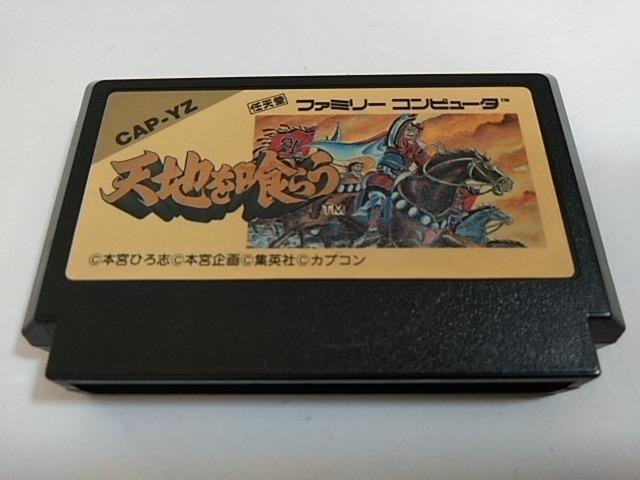 CAP-YZ
任天堂 ファミリー コンピュータ™
天地を喰らう™
©本宮ひろ志©本宮企画©集英社©カプコン